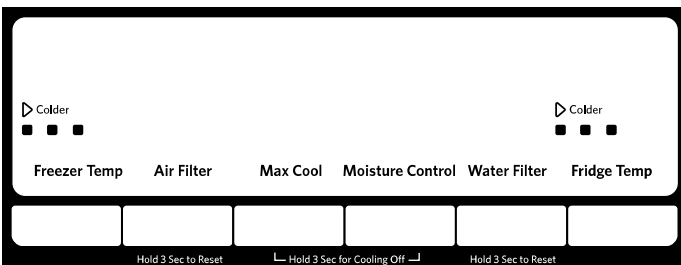 Colder Colder
Freezer Temp Air Filter Max Cool Moisture Control Water Filter Fridge Temp
Hold 3 Sec to Reset Hold 3 Sec for Cooling Off Hold 3 Sec to Reset